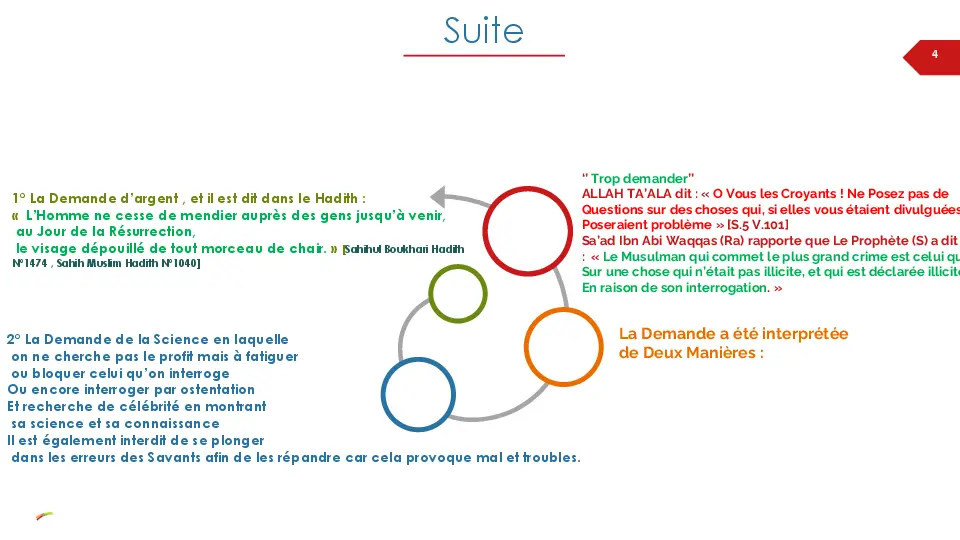 Suite
4
‘’ Trop demander’’
ALLAH TA’ALA dit : « O Vous les Croyants ! Ne Posez pas de
Questions sur des choses qui, si elles vous étaient divulguées
Poseraient problème » [S.5 V.101]
Sa’ad Ibn Abi Waqqas (Ra) rapporte que Le Prophète (S) a dit
: « Le Musulman qui commet le plus grand crime est celui
Sur une chose qui n’était pas illicite, et qui est déclarée
En raison de son interrogation. »
La Demande a été interprétée
de Deux Manières :
1° La Demande d’argent , et il est dit dans le Hadith :
« L’Homme ne cesse de mendier auprès des gens jusqu’à venir,
au Jour de la Résurrection,
le visage dépouillé de tout morceau de chair. » [Sahihul Boukhari Hadith
N°1474 , Sahih Muslim Hadith N°1040]
2° La Demande de la Science en laquelle
on ne cherche pas le profit mais à fatiguer
ou bloquer celui qu’on interroge
Ou encore interroger par ostentation
Et recherche de célébrité en montrant
sa science et sa connaissance
Il est également interdit de se plonger
dans les erreurs des Savants afin de les répandre car cela provoque mal et troubles.